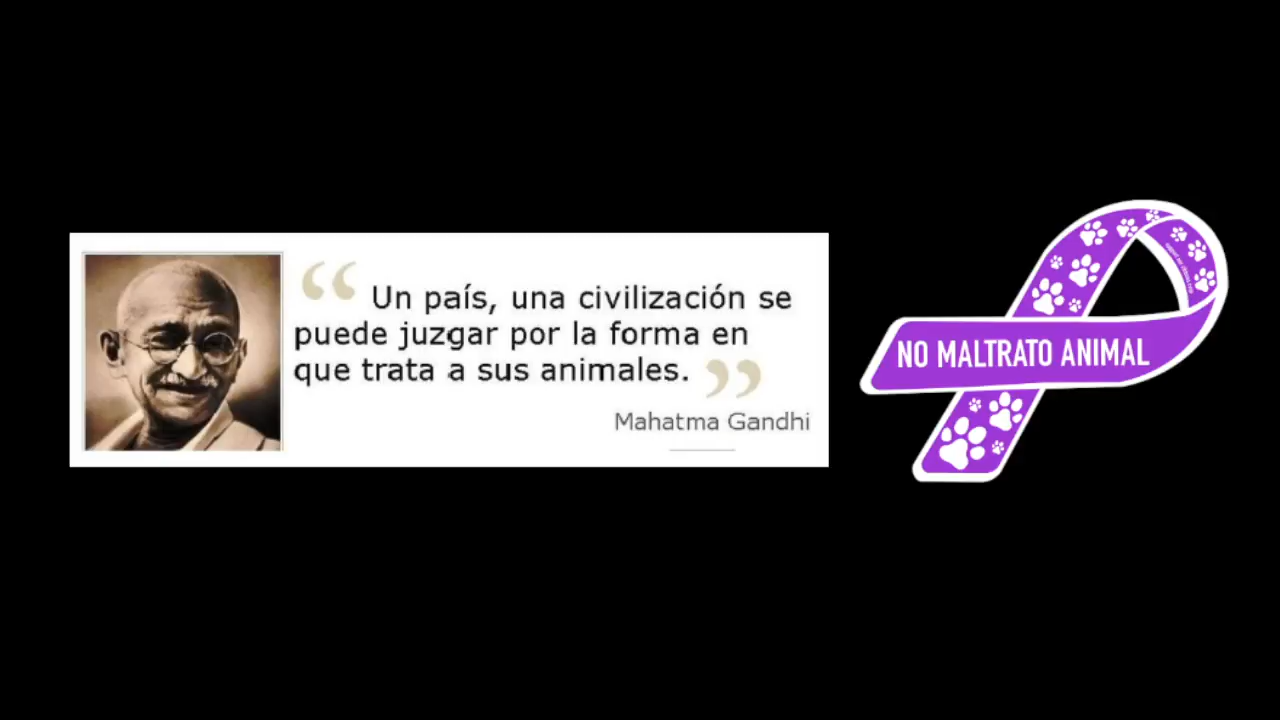 “ Un país, una civilización se
puede juzgar por la forma en
que trata a sus animales. ”
Mahatma Gandhi
NO MALTRATO ANIMAL